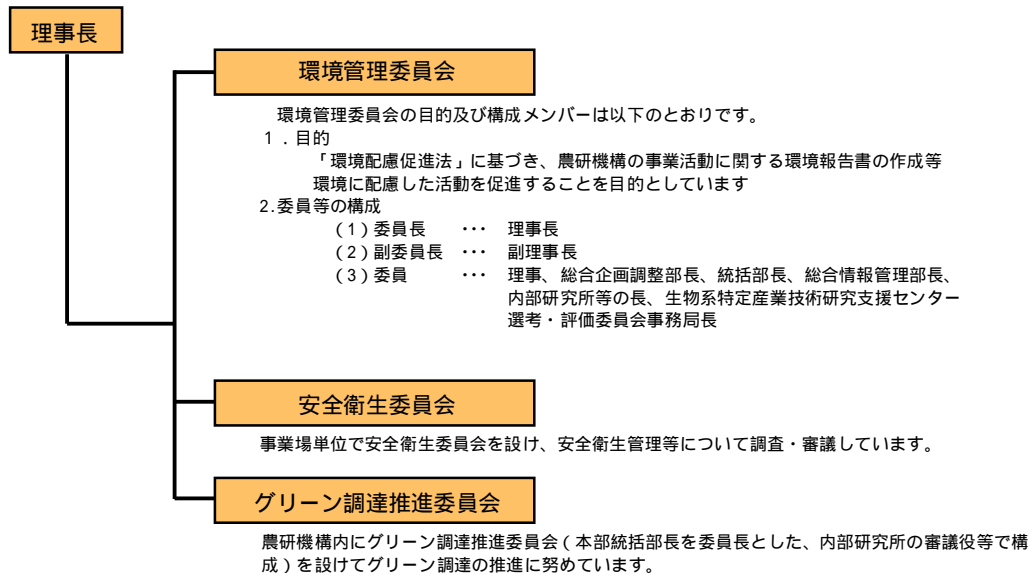 理事長
環境管理委員会
環境管理委員会の目的及び構成メンバーは以下のとおりです。
１．目的
「環境配慮促進法」に基づき、農研機構の事業活動に関する環境報告書の作成等
環境に配慮した活動を促進することを目的としています
2.委員等の構成
(1)委員長 ··· 理事長
(2)副委員長 ··· 副理事長
(3)委員 ··· 理事、総合企画調整部長、統括部長、総合情報管理部長、
内部研究所等の長、生物系特定産業技術研究支援センター
選考・評価委員会事務局長
安全衛生委員会
事業場単位で安全衛生委員会を設け、安全衛生管理等について調査・審議しています。
グリーン調達推進委員会
農研機構内にグリーン調達推進委員会(本部統括部長を委員長とした、内部研究所の審議役等で構
成)を設けてグリーン調達の推進に努めています。